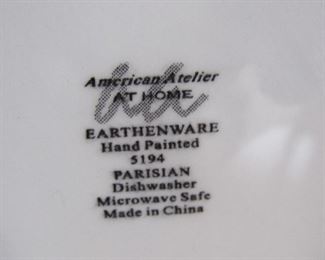 American Atelier
AT HOME
EARTHENWARE
Hand Painted
5194
PARISIAN
Dishwasher
Microwave Safe
Made in China